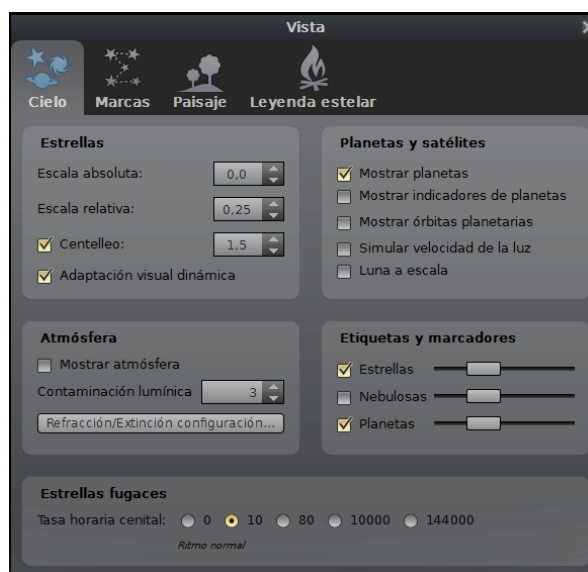 Vista
Cielo Marcas Paisaje Leyenda estelar
Estrellas
Escala absoluta: 0,0
Escala relativa: 0,25
Centelleo: 1,5
Adaptación visual dinámica
Planetas y satélites
Mostrar planetas
Mostrar indicadores de planetas
Mostrar órbitas planetarias
Simular velocidad de la luz
Luna a escala
Atmósfera
Mostrar atmósfera
Contaminación lumínica 3
Refracción/Extinción configuración...
Etiquetas y marcadores
Estrellas
Nebulosas
Planetas
Estrellas fugaces
Tasa horaria cenital: 0 10 80 10000 144000
Ritmo normal